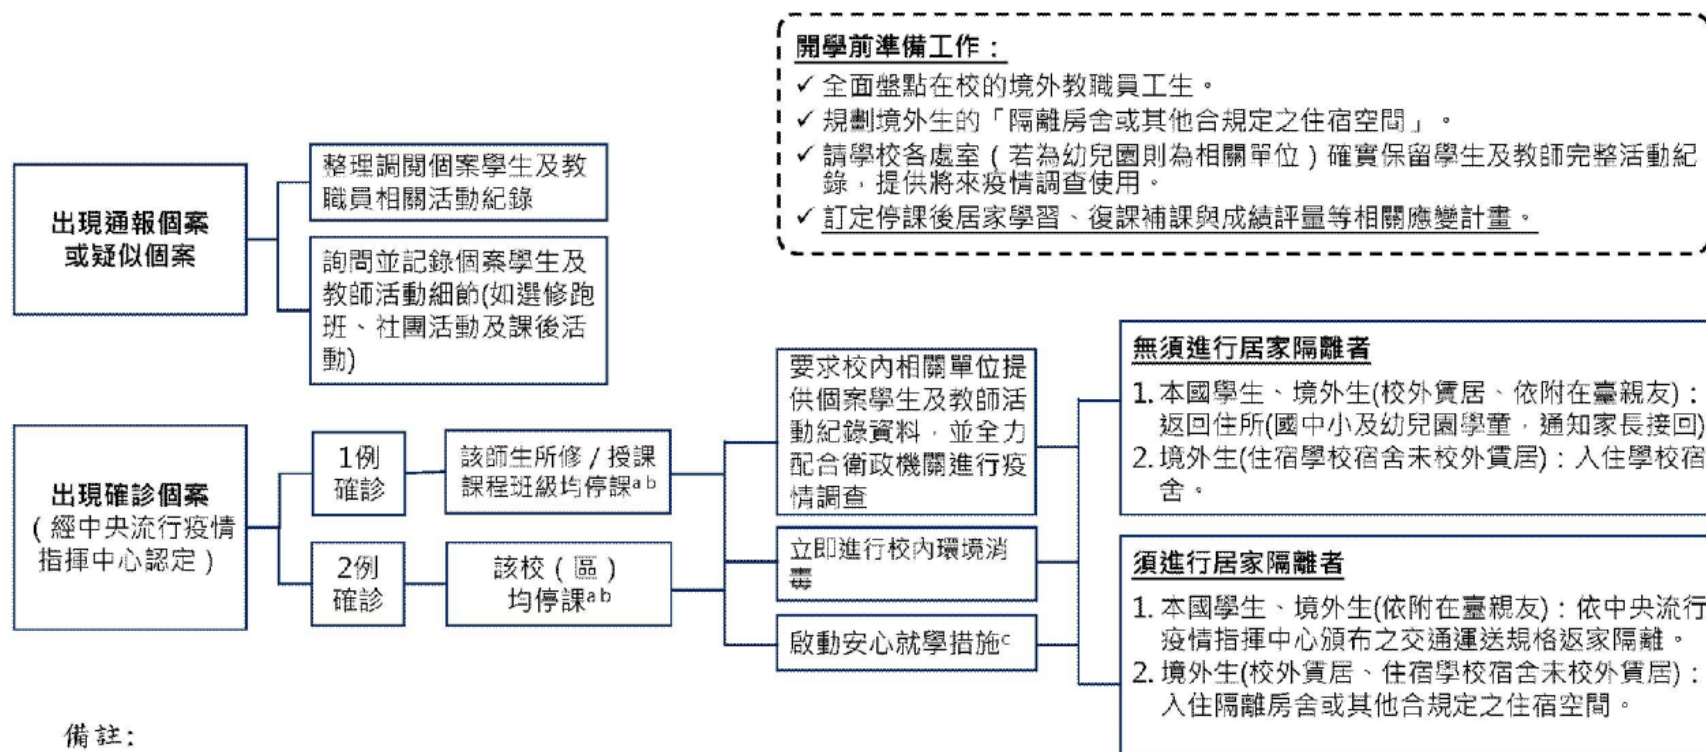 開學前準備工作：
✓ 全面盤點在校的境外教職員工生。
✓ 規劃境外生的「隔離房舍或其他合規定之住宿空間」。
✓ 請學校各處室（若為幼兒園則為相關單位）確實保留學生及教師完整活動紀
錄，提供將來疫情調查使用。
✓ 訂定停課後居家學習、復課補課與成績評量等相關應變計畫。
出現通報個案
或疑似個案
整理調閱個案學生及教
職員相關活動紀錄
詢問並記錄個案學生及
教師活動細節(如選修跑
班、社團活動及課後活
動)
出現確診個案
（經中央流行疫情
指揮中心認定）
1例
確診
該師生所修／授課
課程班級均停課ab
2例
確診
該校（區）
均停課ab
要求校內相關單位提
供個案學生及教師活
動紀錄資料，並全力
配合衛政機關進行疫
情調查
立即進行校內環境消
毒
啟動安心就學措施c
無須進行居家隔離者
1. 本國學生、境外生(校外賃居、依附在臺親友)：
返回住所(國中小及幼兒園學童，通知家長接回)
2. 境外生(住宿學校宿舍未校外賃居)：入住學校宿
舍。
須進行居家隔離者
1. 本國學生、境外生(依附在臺親友)：依中央流行
疫情指揮中心頒布之交通運送規格返家隔離。
2. 境外生(校外賃居、住宿學校宿舍未校外賃居)：
入住隔離房舍或其他合規定之住宿空間。
備註：